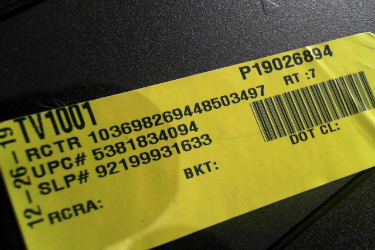 P19026894
12-26-19
TV1001
RT :7
RCTR 103698269448503497
UPC# 5381834094
SLP# 92199931633
BKT:
DOT CL:
RCRA: